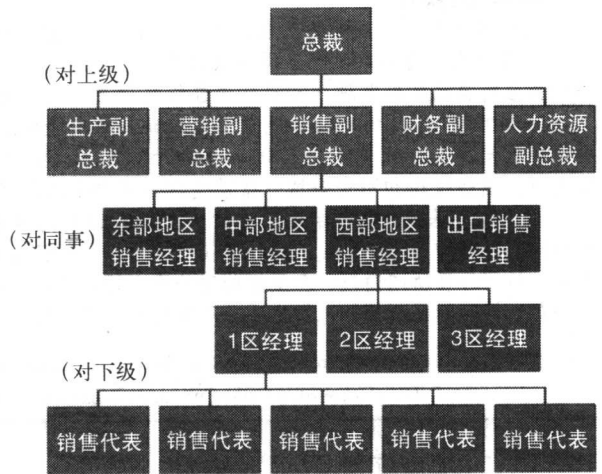 总裁
(对上级)
生产副
总裁
营销副
总裁
销售副
总裁
财务副
总裁
人力资源
副总裁
(对同事)
东部地区
销售经理
中部地区
销售经理
西部地区
销售经理
出口销售
经理
1区经理
2区经理
3区经理
(对下级)
销售代表
销售代表
销售代表
销售代表
销售代表